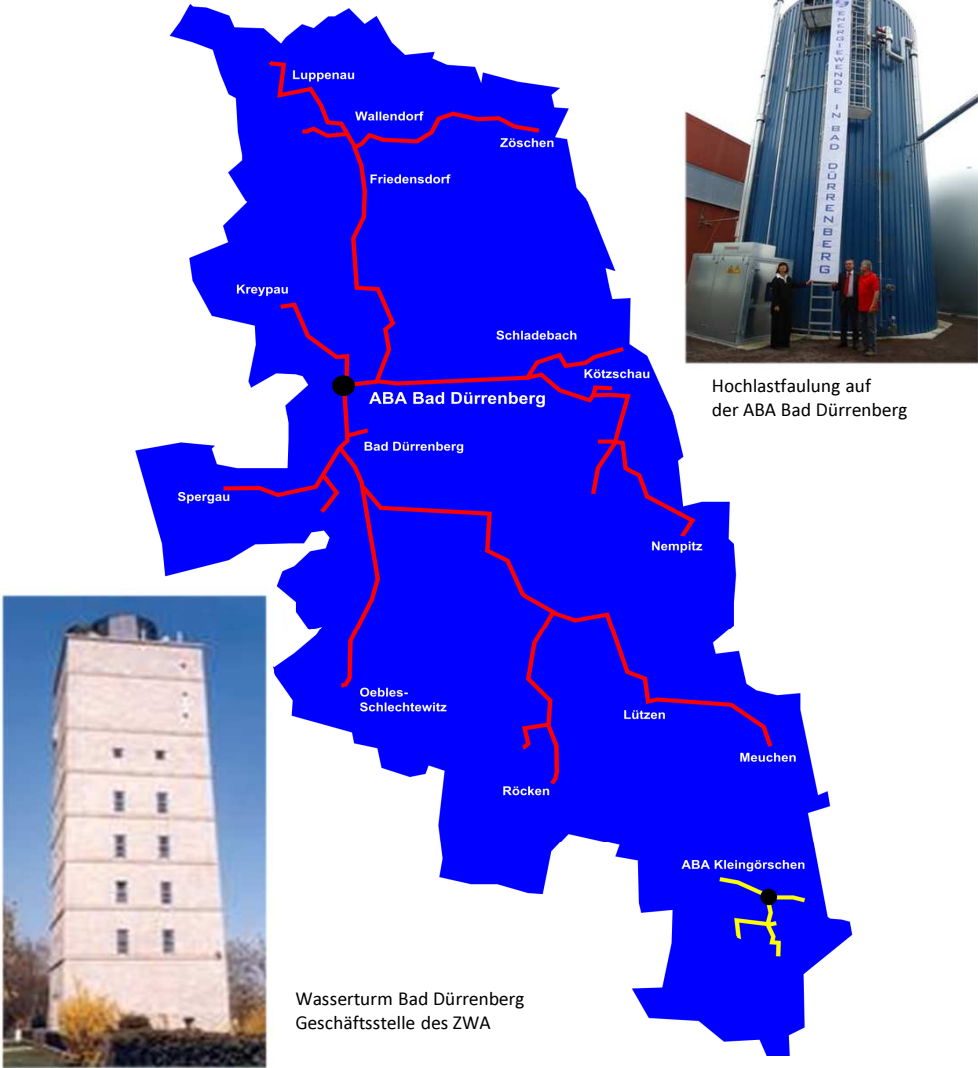 Luppenau
Wallendorf
Zöschen
Friedensdorf
Kreypau
Schladebach
Kötzschau
ABA Bad Dürrenberg
Bad Dürrenberg
Spergau
Nempitz
Oebles-
Schlechtewitz
Lützen
Meuchen
Röcken
ABA Kleingörschen
ENERGIEWENDE IN BAD DÜRRENBERG
Hochlastfaulung auf
der ABA Bad Dürrenberg
Wasserturm Bad Dürrenberg
Geschäftsstelle des ZWA